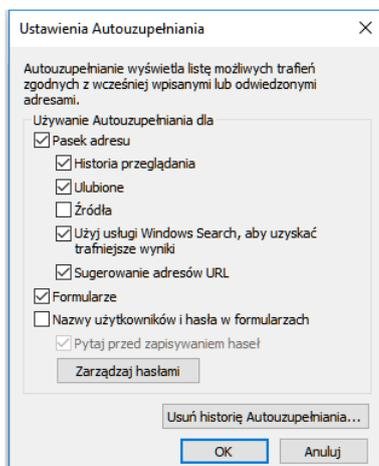 Ustawienia Autouzupełniania
Autouzupełnianie wyświetla listę możliwych trafień
zgodnych z wcześniej wpisanymi lub odwiedzonymi
adresami.
Używanie Autouzupełniania dla
Pasek adresu
Historia przeglądania
Ulubione
Źródła
Użyj usługi Windows Search, aby uzyskać
trafniejsze wyniki
Sugerowanie adresów URL
Formularze
Nazwy użytkowników i hasła w formularzach
Pytaj przed zapisywaniem haseł
Zarządzaj hasłami
Usuń historię Autouzupełniania...
OK Anuluj